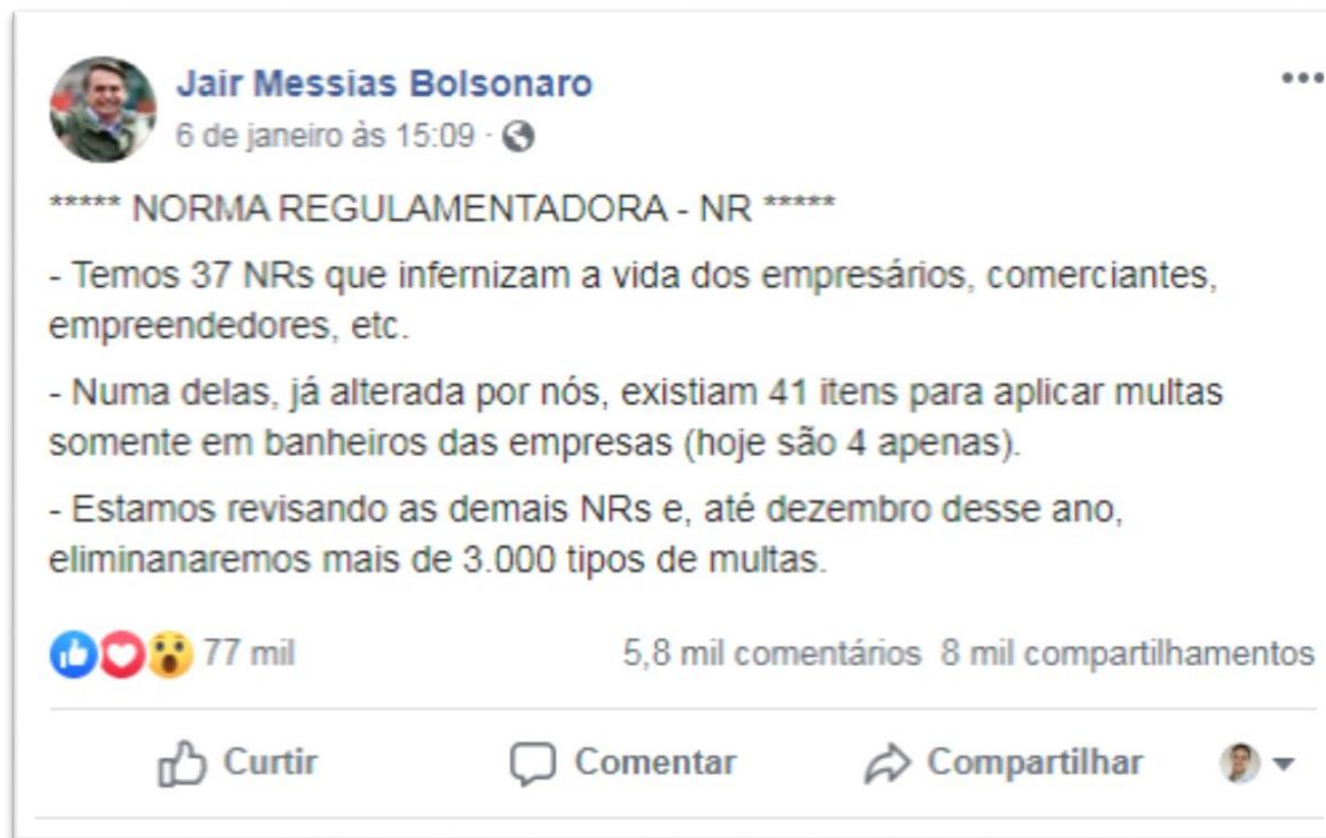 Jair Messias Bolsonaro
6 de janeiro às 15:09 ·
***** NORMA REGULAMENTADORA - NR *****
- Temos 37 NRs que infernizam a vida dos empresários, comerciantes,
empreendedores, etc.
- Numa delas, já alterada por nós, existiam 41 itens para aplicar multas
somente em banheiros das empresas (hoje são 4 apenas).
- Estamos revisando as demais NRs e, até dezembro desse ano,
eliminanaremos mais de 3.000 tipos de multas.
77 mil 5,8 mil comentários 8 mil compartilhamentos
Curtir Comentar Compartilhar